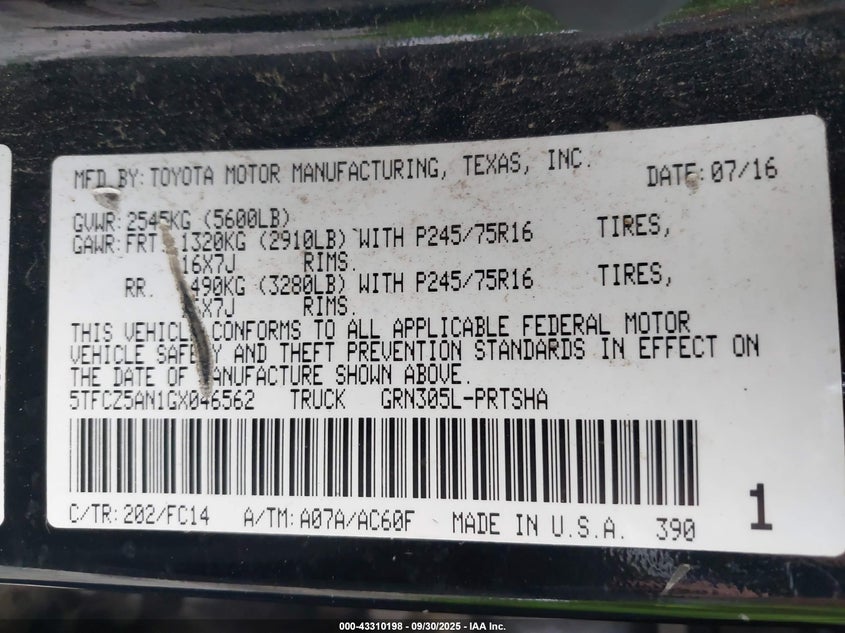 MFD BY: TOYOTA MOTOR MANUFACTURING, TEXAS, INC. DATE: 07/16
GVWR: 2545KG (5600LB)
GAWR: FRT 1320KG (2910LB) WITH P245/75R16 TIRES,
16X7J RIMS.
RR. 490KG (3280LB) WITH P245/75R16 TIRES,
X7J RIMS.
THIS VEHICLE CONFORMS TO ALL APPLICABLE FEDERAL MOTOR
VEHICLE SAFETY AND THEFT PREVENTION STANDARDS IN EFFECT ON
THE DATE OF MANUFACTURE SHOWN ABOVE.
5TFCZ5AN1GX046562 TRUCK GRN305L-PRTSHA
C/TR: 202/FC14 A/TM: A07A/AC60F MADE IN U.S.A. 390 1
000-43310198 - 09/30/2025 - IAA Inc.